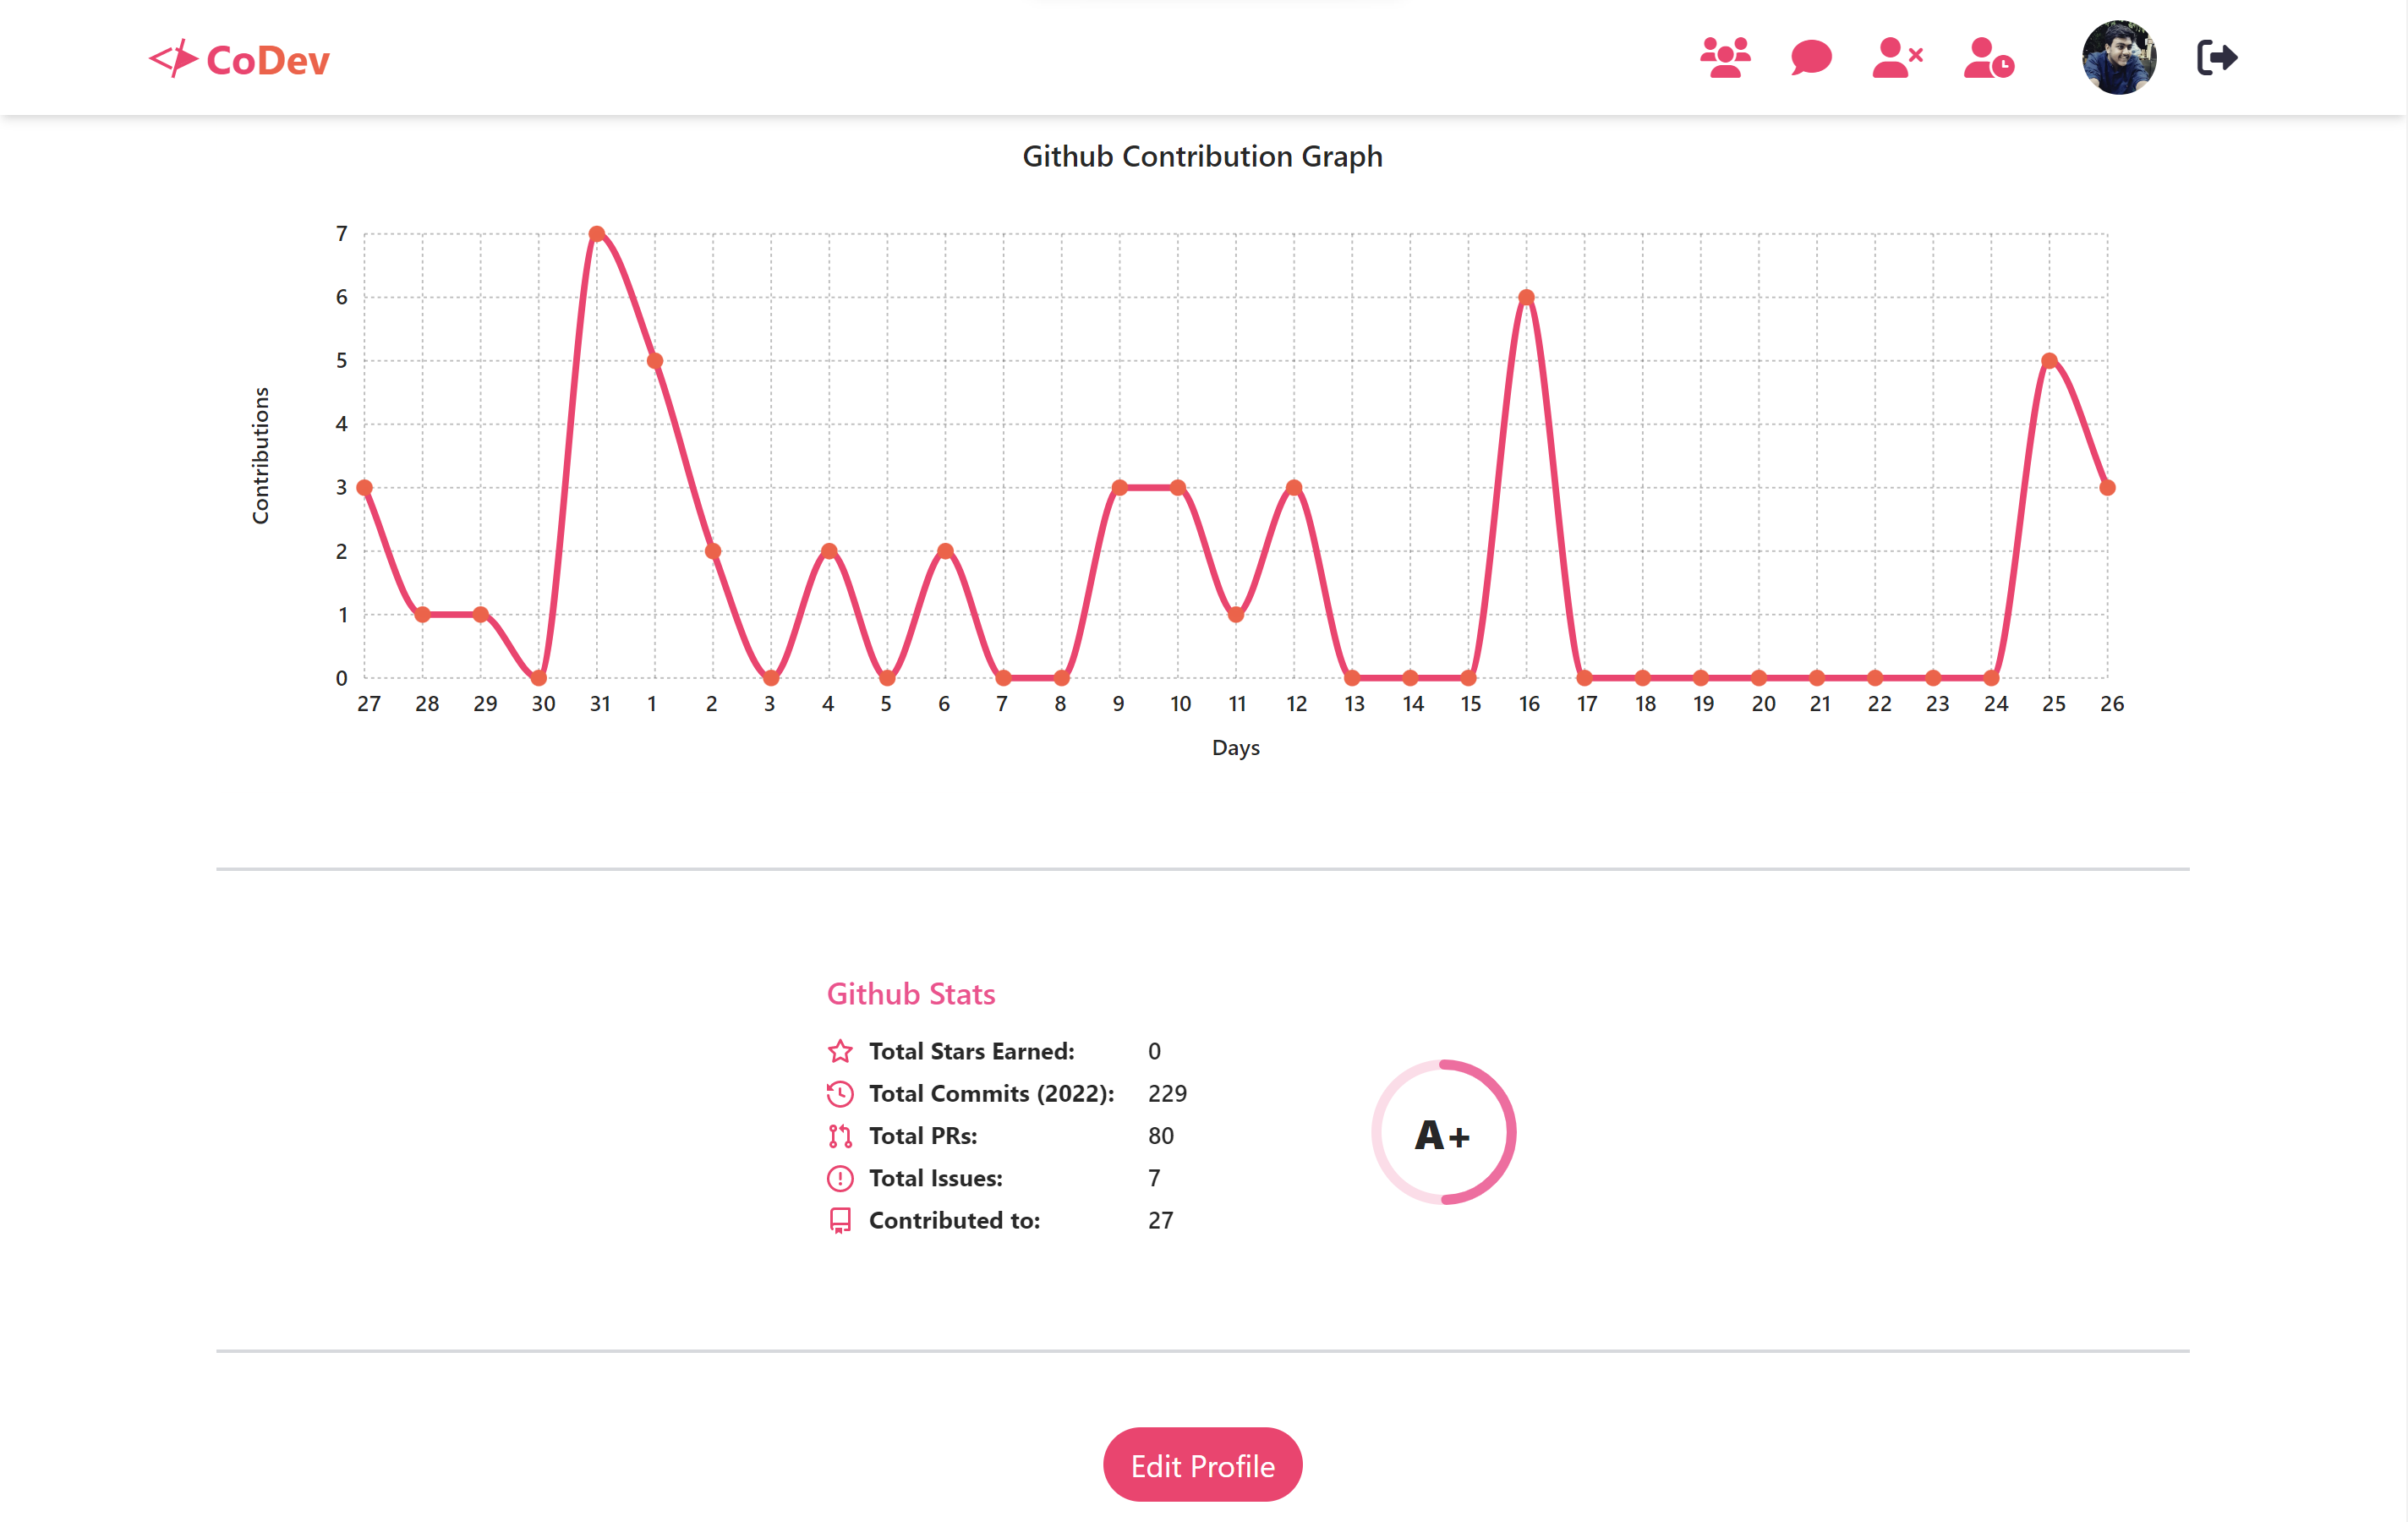 CoDev
Github Contribution Graph
7
6
5
4
3
2
1
0
Contributions
27 28 29 30 31 1 2 3 4 5 6 7 8 9 10 11 12 13 14 15 16 17 18 19 20 21 22 23 24 25 26
Days
Github Stats
Total Stars Earned: 0
Total Commits (2022): 229
Total PRs: 80
Total Issues: 7
Contributed to: 27
A+
Edit Profile